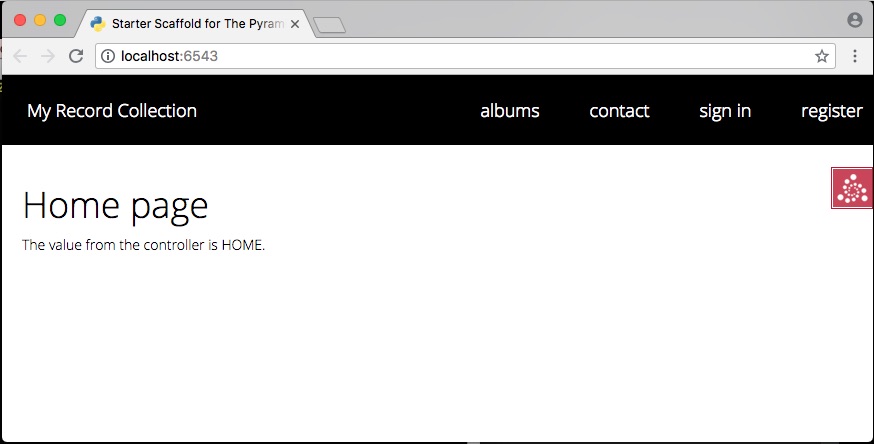 Starter Scaffold for The Pyram
localhost:6543
My Record Collection albums contact sign in register
Home page
The value from the controller is HOME.